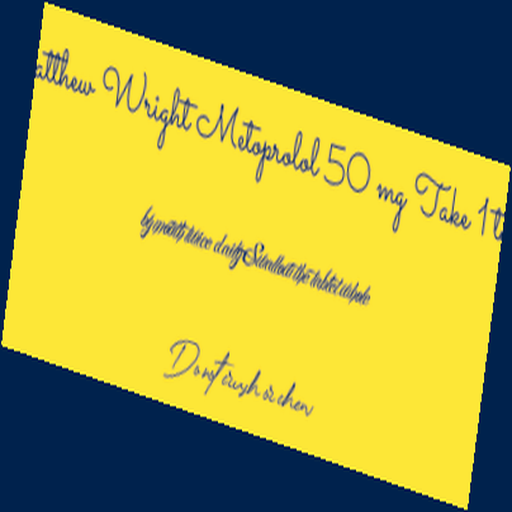 atthew Wright Metoprolol 50 mg Take 1 t
by mouth twice daily Swallow the tablet whole
Don't crush or chew